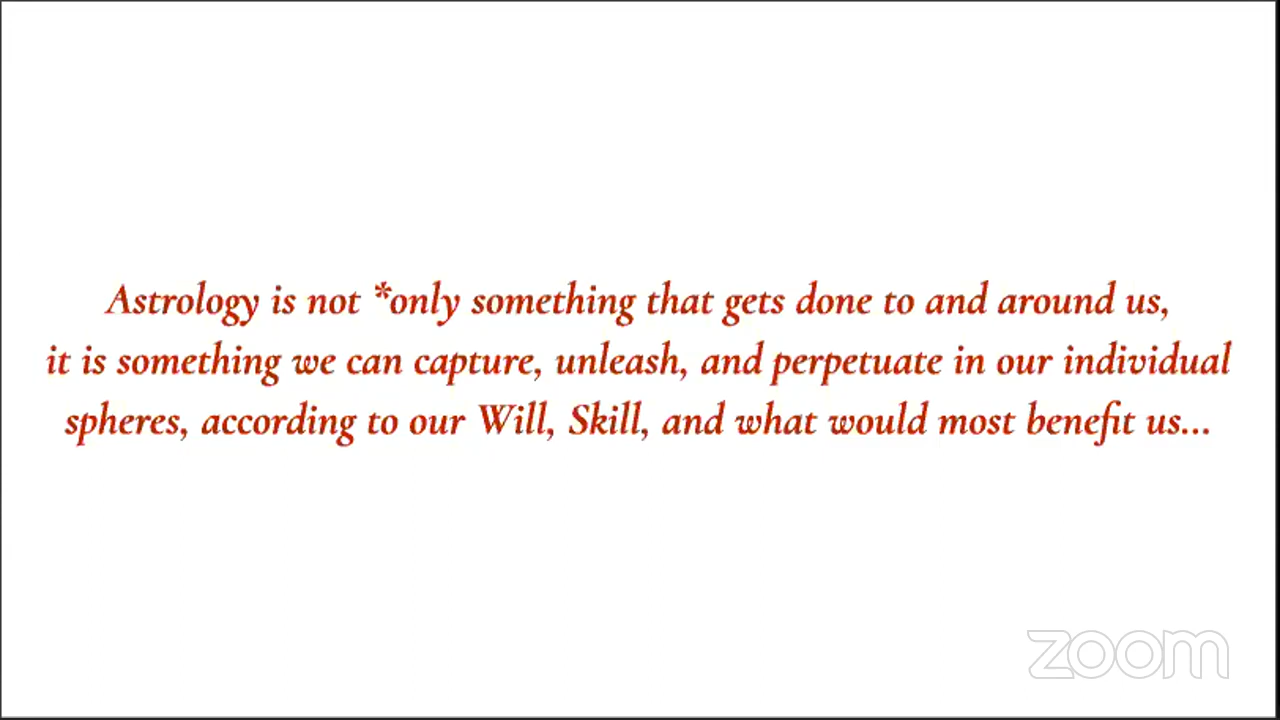 Astrology is not *only something that gets done to and around us,
it is something we can capture, unleash, and perpetuate in our individual
spheres, according to our Will, Skill, and what would most benefit us...
zoom